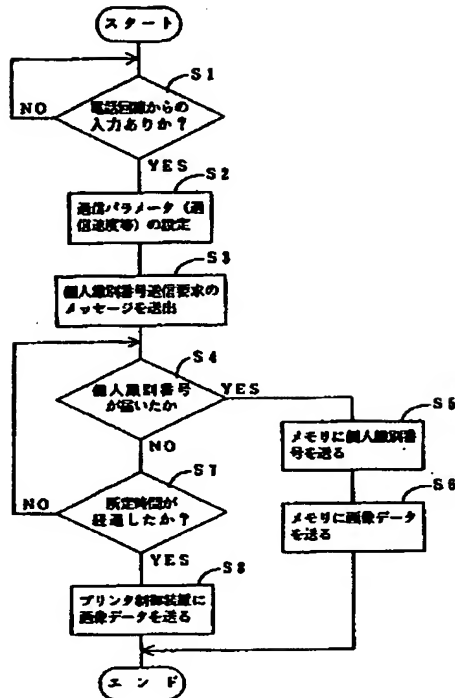 スタート
S1
電話回線からの
入力ありか?
NO
YES
S2
通信パラメータ(通
信速度等)の設定
S3
個人識別番号送信要求の
メッセージを送出
S4
個人識別番号
が届いたか
YES
NO
S5
メモリに個人識別番
号を送る
S6
メモリに画像データ
を送る
S7
所定時間が
経過したか?
NO
YES
S8
プリンタ制御装置に
画像データを送る
エンド